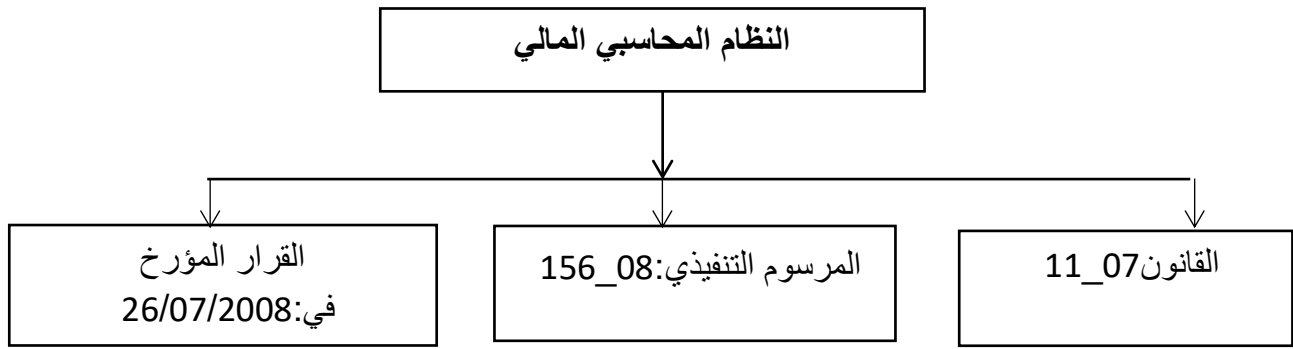 النظام المحاسبي المالي
القانون07_11
المرسوم التنفيذي:08_156
القرار المؤرخ
في:26/07/2008